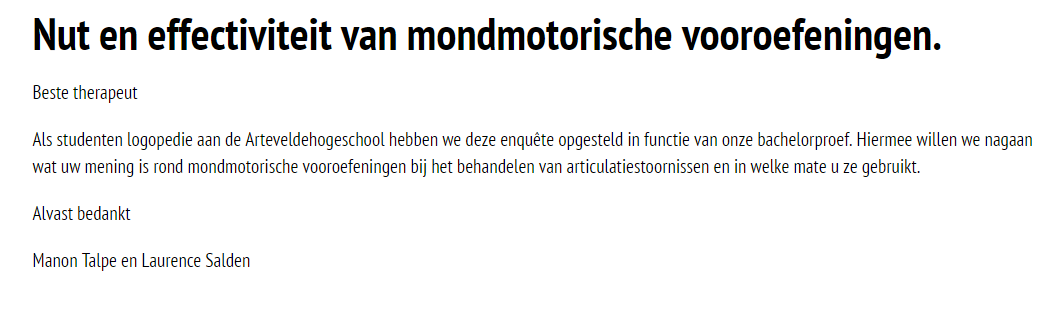 Nut en effectiviteit van mondmotorische vooroefeningen.
Beste therapeut
Als studenten logopedie aan de Arteveldehogeschool hebben we deze enquête opgesteld in functie van onze bachelorproef. Hiermee willen we nagaan
wat uw mening is rond mondmotorische vooroefeningen bij het behandelen van articulatiestoornissen en in welke mate u ze gebruikt.
Alvast bedankt
Manon Talpe en Laurence Salden